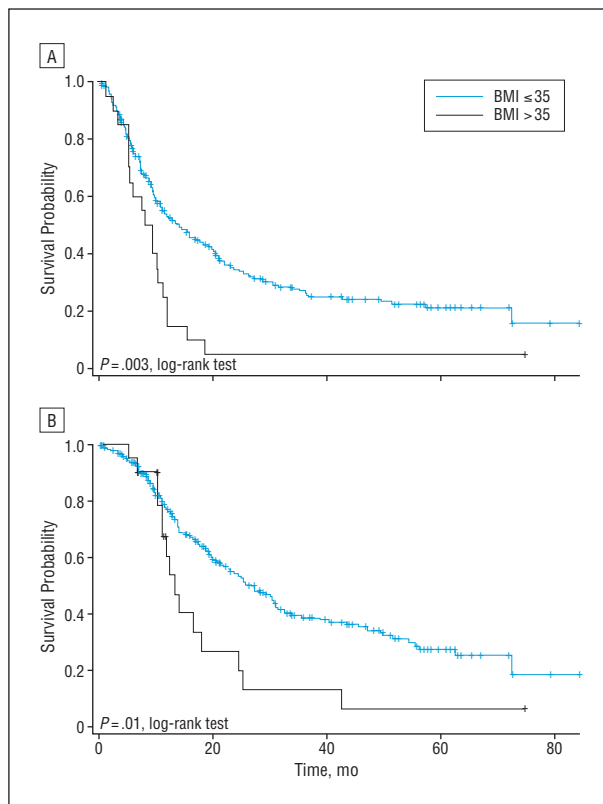 A
1.0
0.8
0.6
0.4
0.2
0
Survival Probability
BMI ≤35
BMI >35
P=.003, log-rank test
B
1.0
0.8
0.6
0.4
0.2
0
Survival Probability
P=.01, log-rank test
0 20 40 60 80
Time, mo